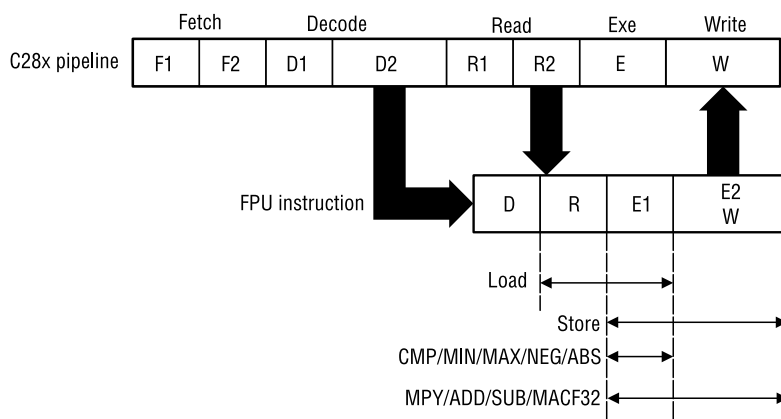 Fetch Decode Read Exe Write
C28x pipeline F1 F2 D1 D2 R1 R2 E W
FPU instruction D R E1 E2
W
Load
Store
CMP/MIN/MAX/NEG/ABS
MPY/ADD/SUB/MACF32